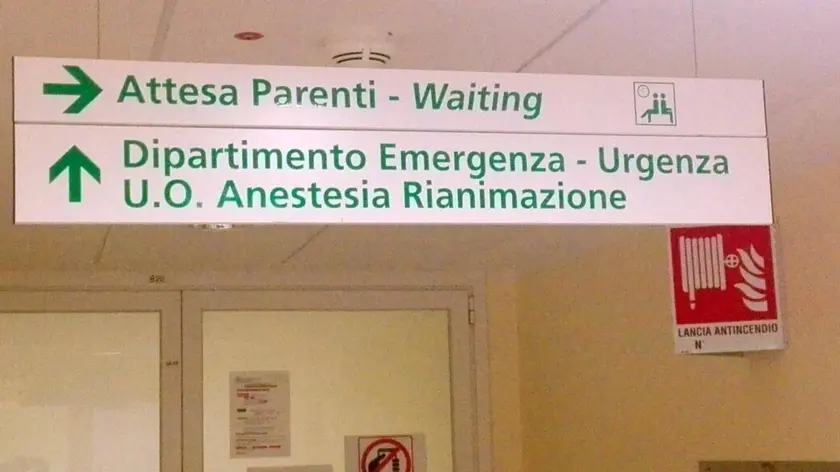 Attesa Parenti - Waiting
Dipartimento Emergenza - Urgenza
U.O. Anestesia Rianimazione
LANCIA ANTINCENDIO
N°